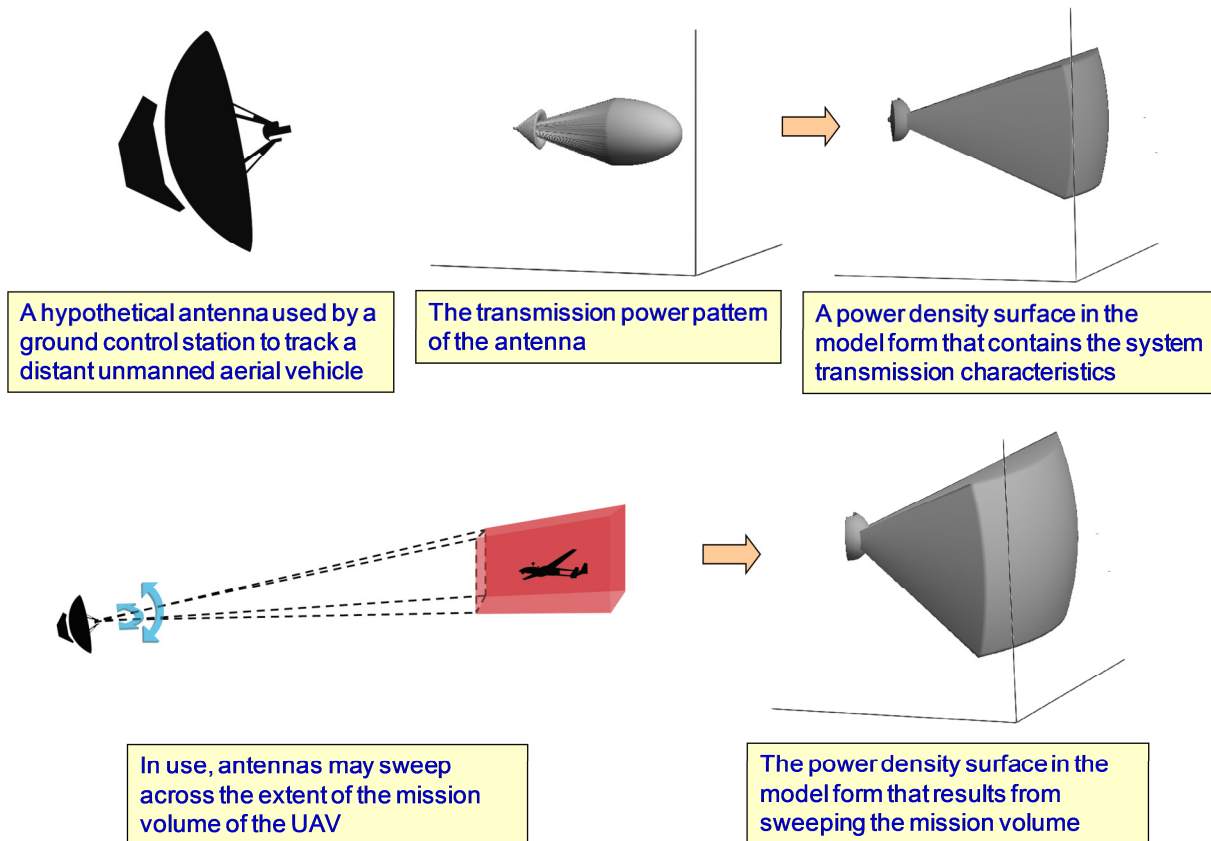 A hypothetical antenna used by a
ground control station to track a
distant unmanned aerial vehicle
The transmission power pattern
of the antenna
A power density surface in the
model form that contains the system
transmission characteristics
In use, antennas may sweep
across the extent of the mission
volume of the UAV
The power density surface in the
model form that results from
sweeping the mission volume